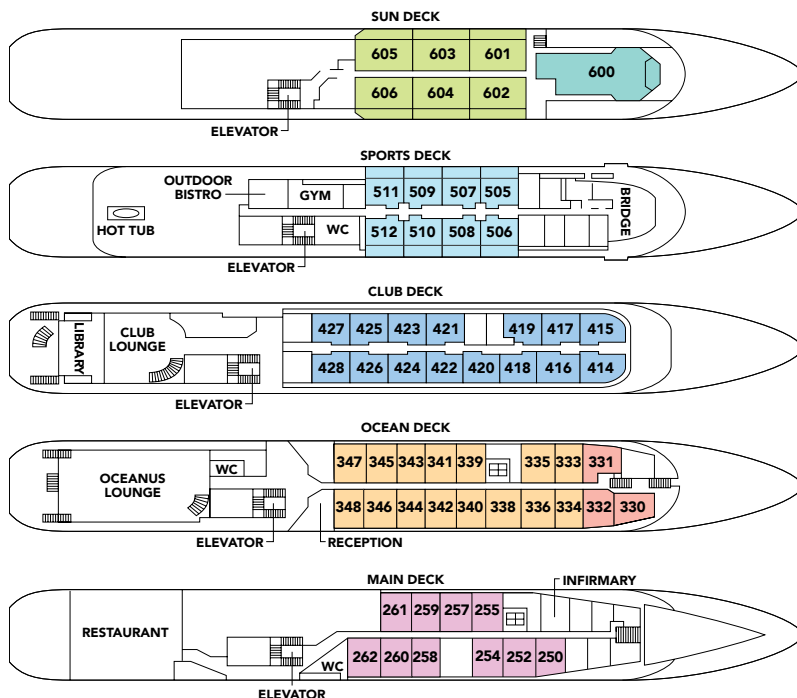 SUN DECK
605 603 601
600
606 604 602
ELEVATOR
SPORTS DECK
OUTDOOR
BISTRO
GYM
511 509 507 505
BRIDGE
HOT TUB
WC
512 510 508 506
ELEVATOR
CLUB DECK
LIBRARY
CLUB
LOUNGE
427 425 423 421 419 417 415
428 426 424 422 420 418 416 414
ELEVATOR
OCEAN DECK
WC
347 345 343 341 339 335 333 331
OCEANUS
LOUNGE
348 346 344 342 340 338 336 334 332 330
ELEVATOR
RECEPTION
MAIN DECK
INFIRMARY
261 259 257 255
RESTAURANT
WC
262 260 258 254 252 250
ELEVATOR